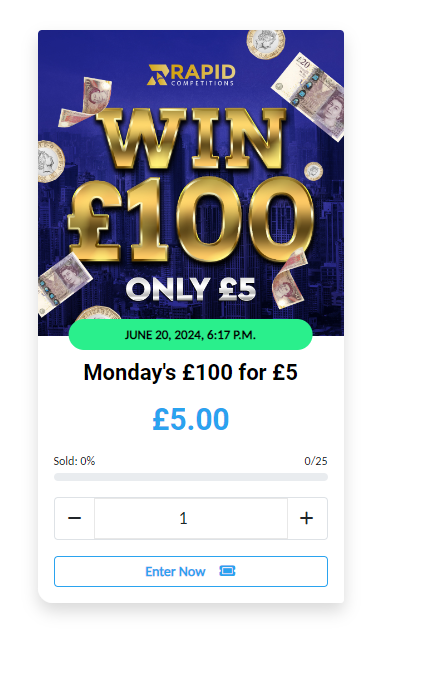 RAPID
COMPETITIONS
£20
WIN
£100
ONLY £5
JUNE 20, 2024, 6:17 P.M.
Monday's £100 for £5
£5.00
Sold: 0% 0/25
− 1 +
Enter Now